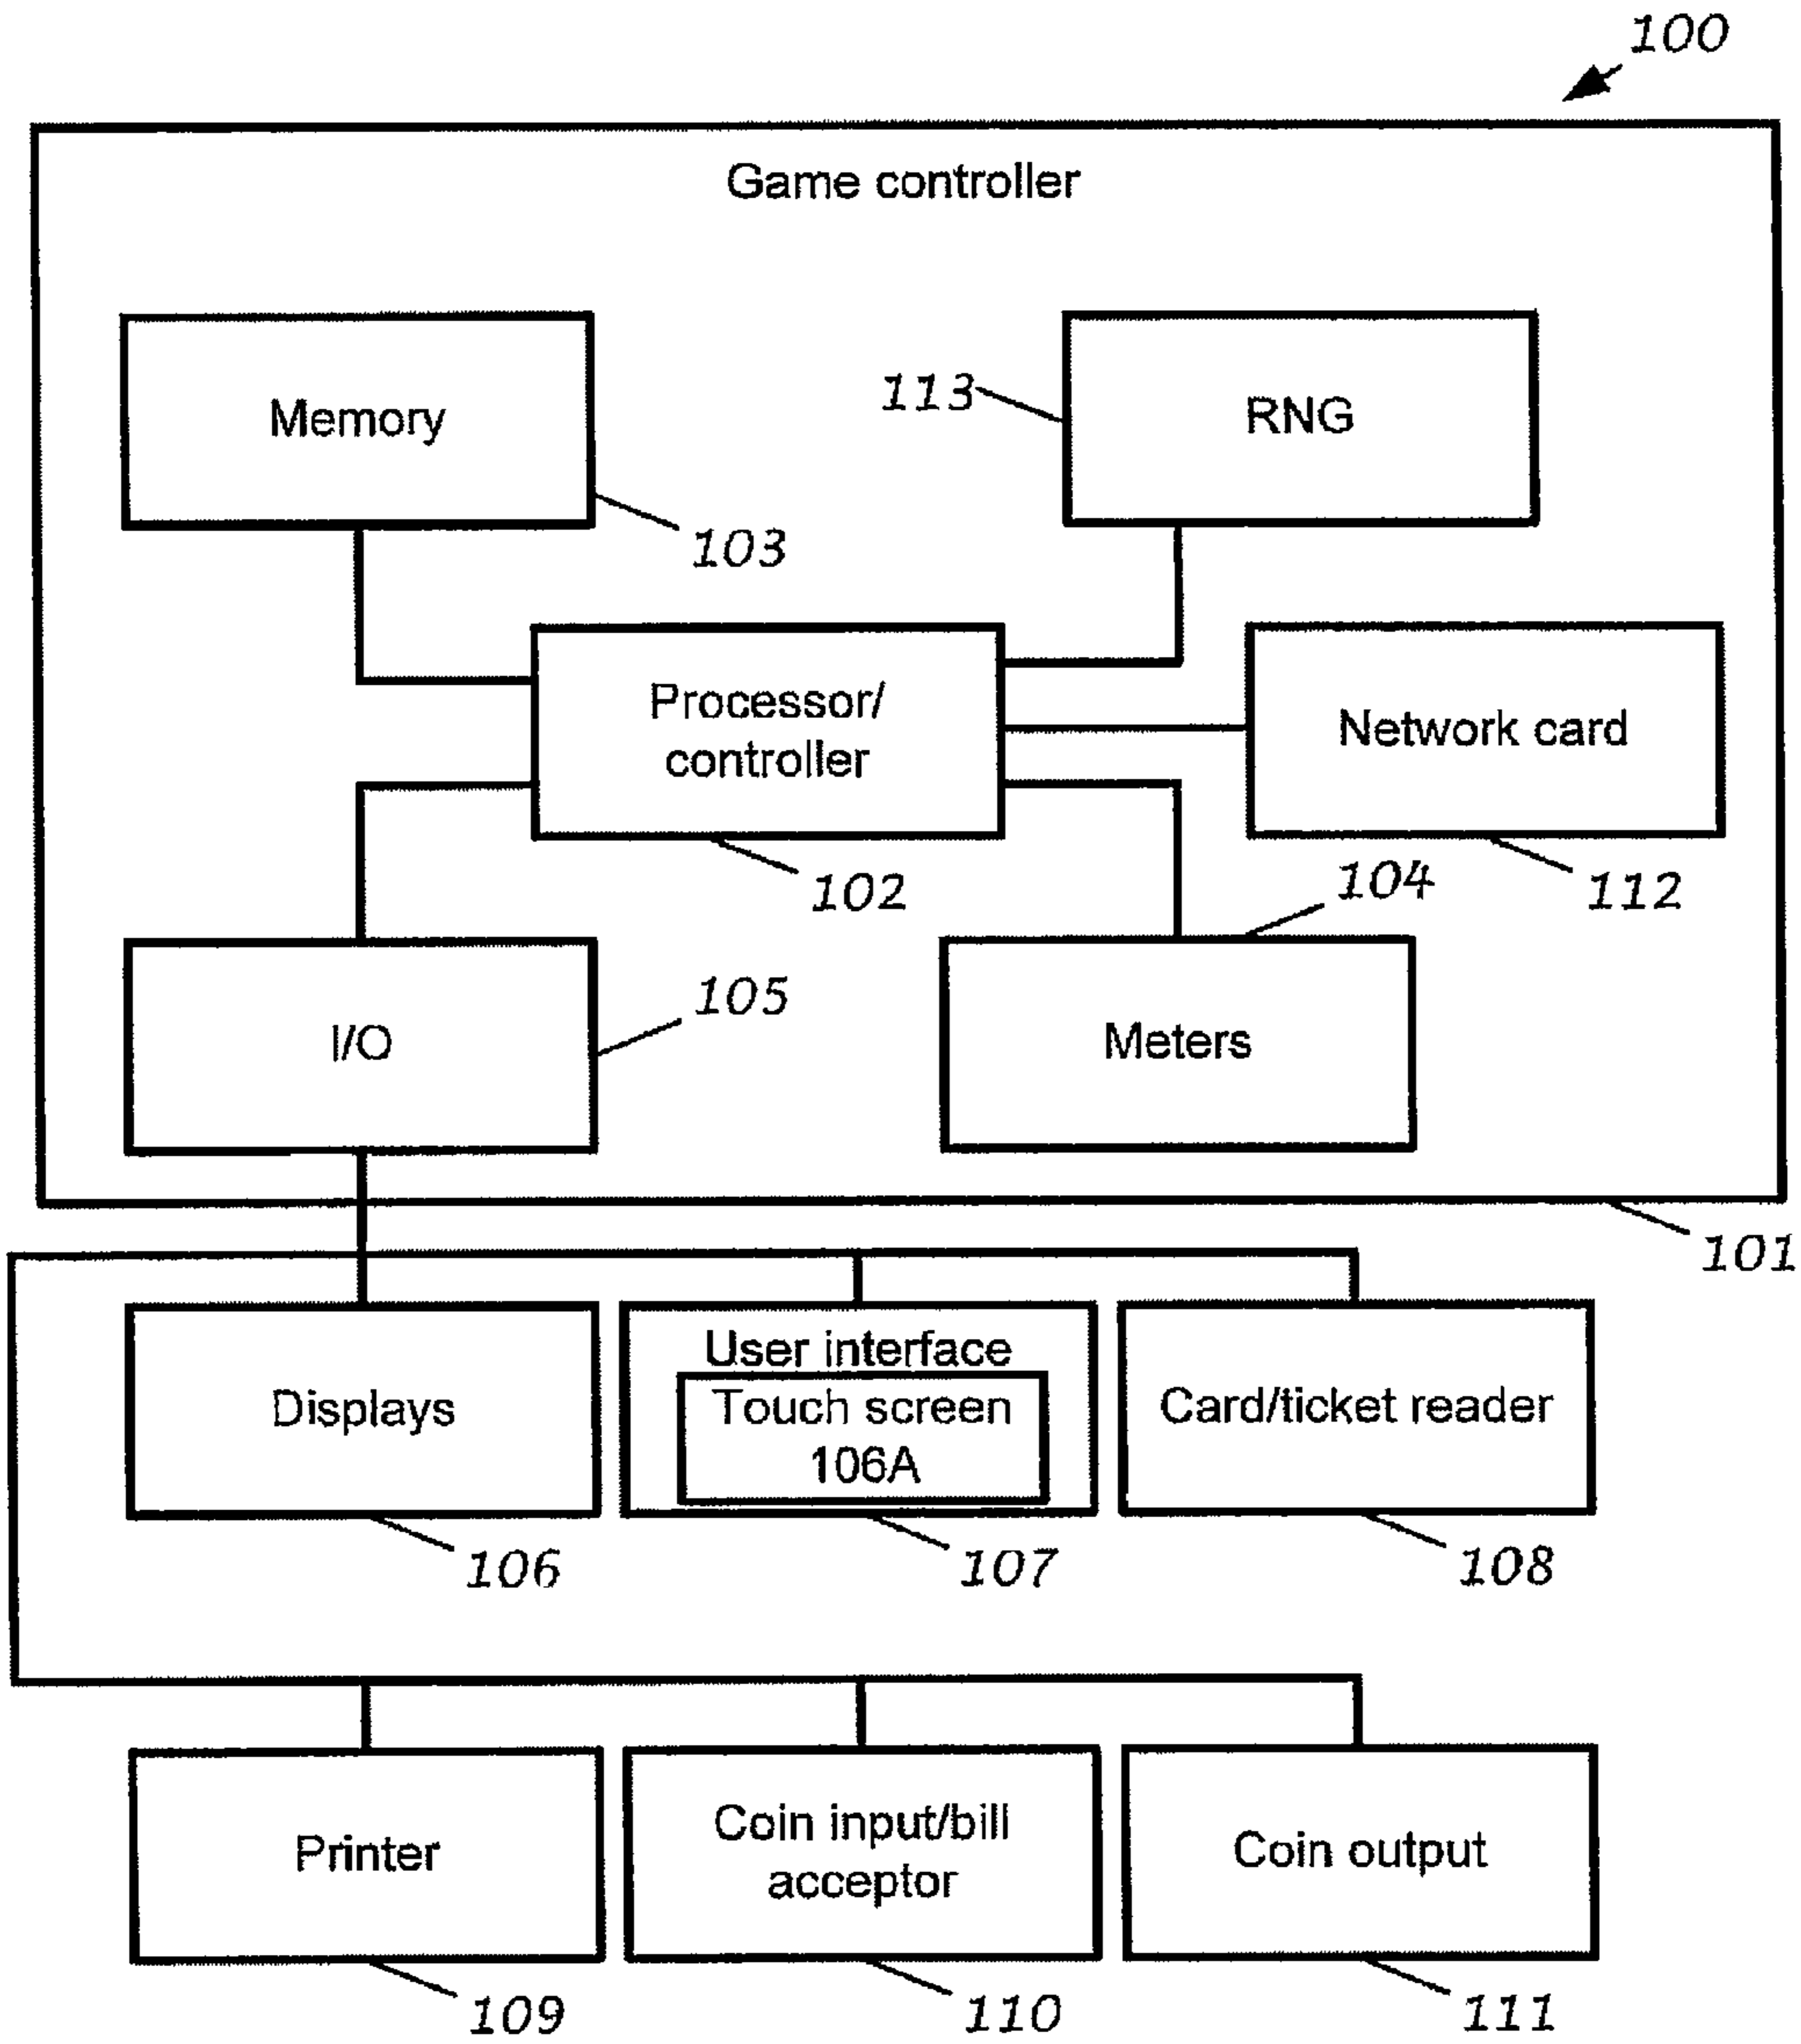 100
Game controller
Memory
113
RNG
103
Processor/
controller
Network card
102
104
112
I/O
105
Meters
101
Displays
User interface
Touch screen
106A
Card/ticket reader
106
107
108
Printer
Coin input/bill
acceptor
Coin output
109
110
111